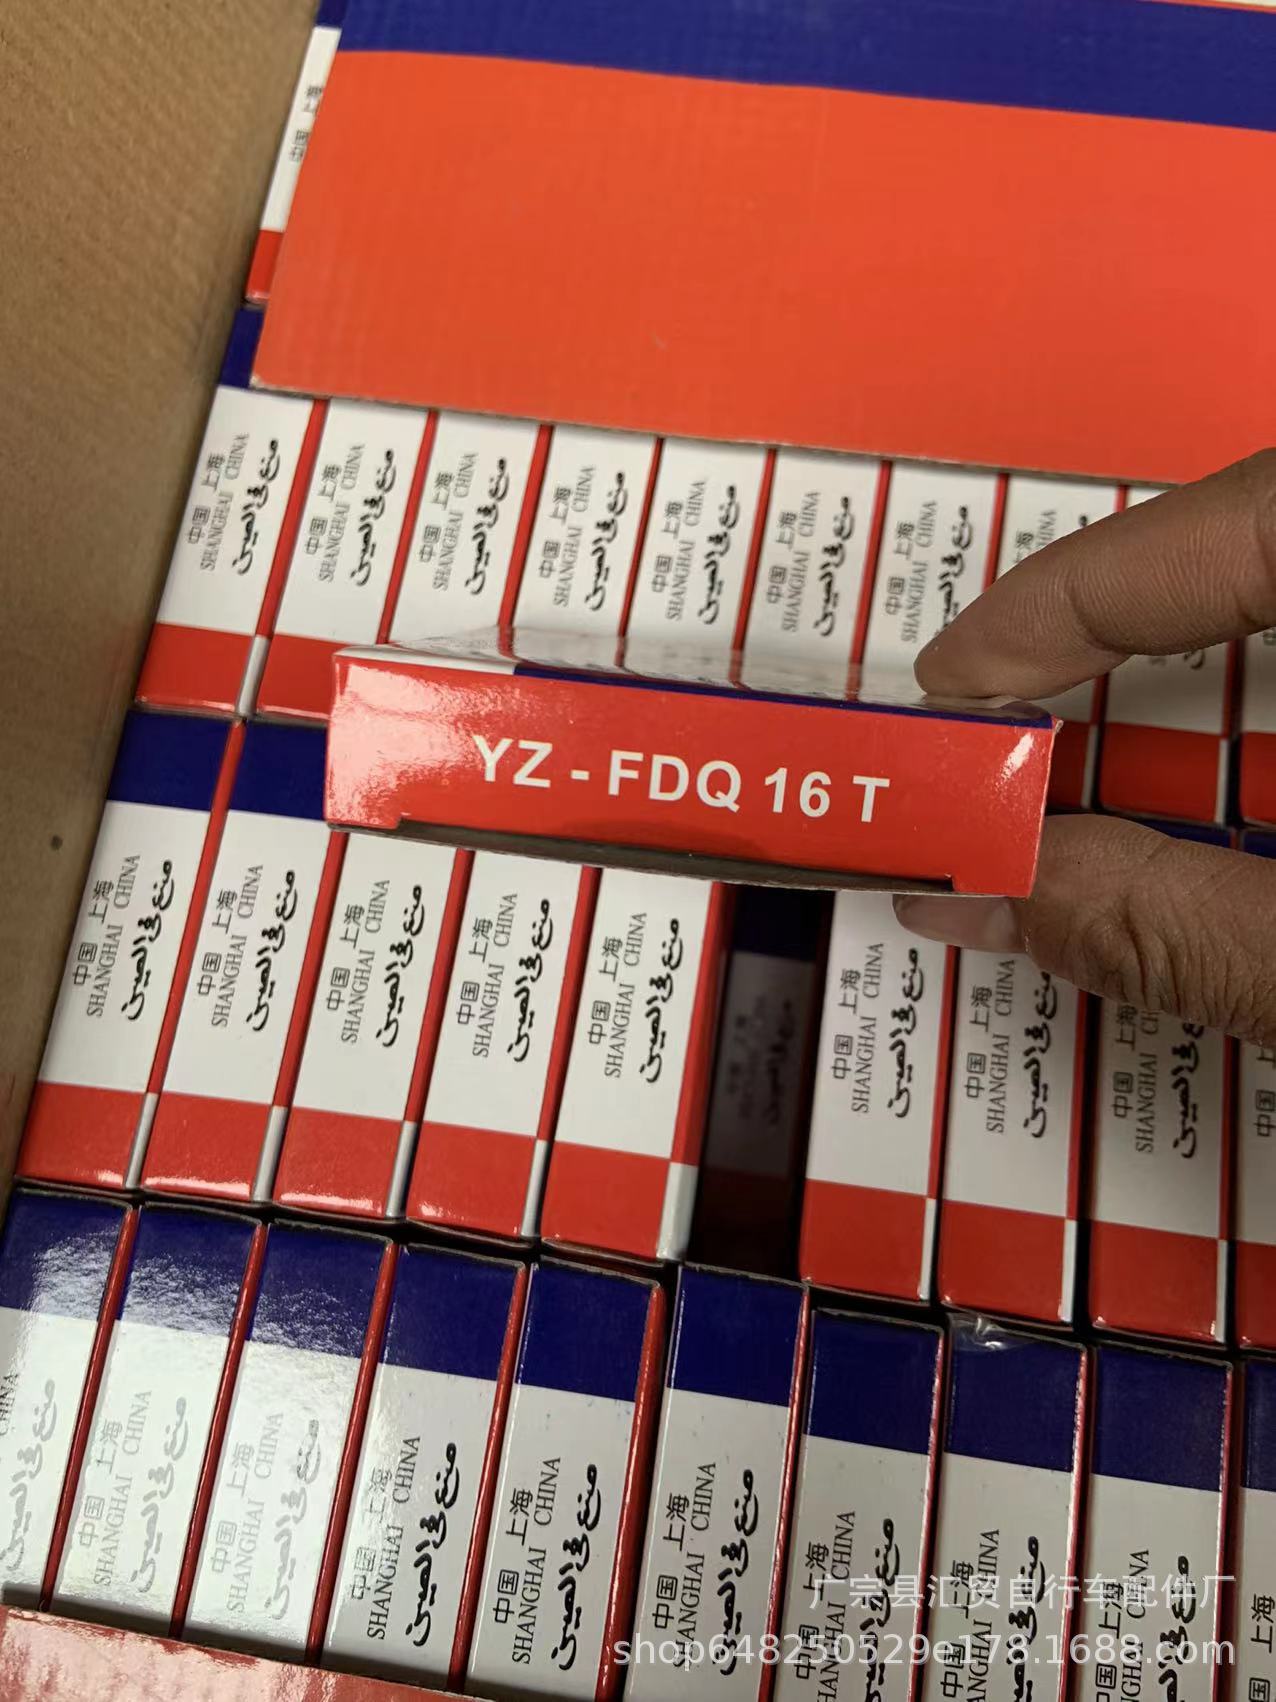 中国 上海
SHANGHAI CHINA
صنع في الصين
YZ - FDQ 16 T
广宗县汇贸自行车配件厂
shop648250529e178.1688.com